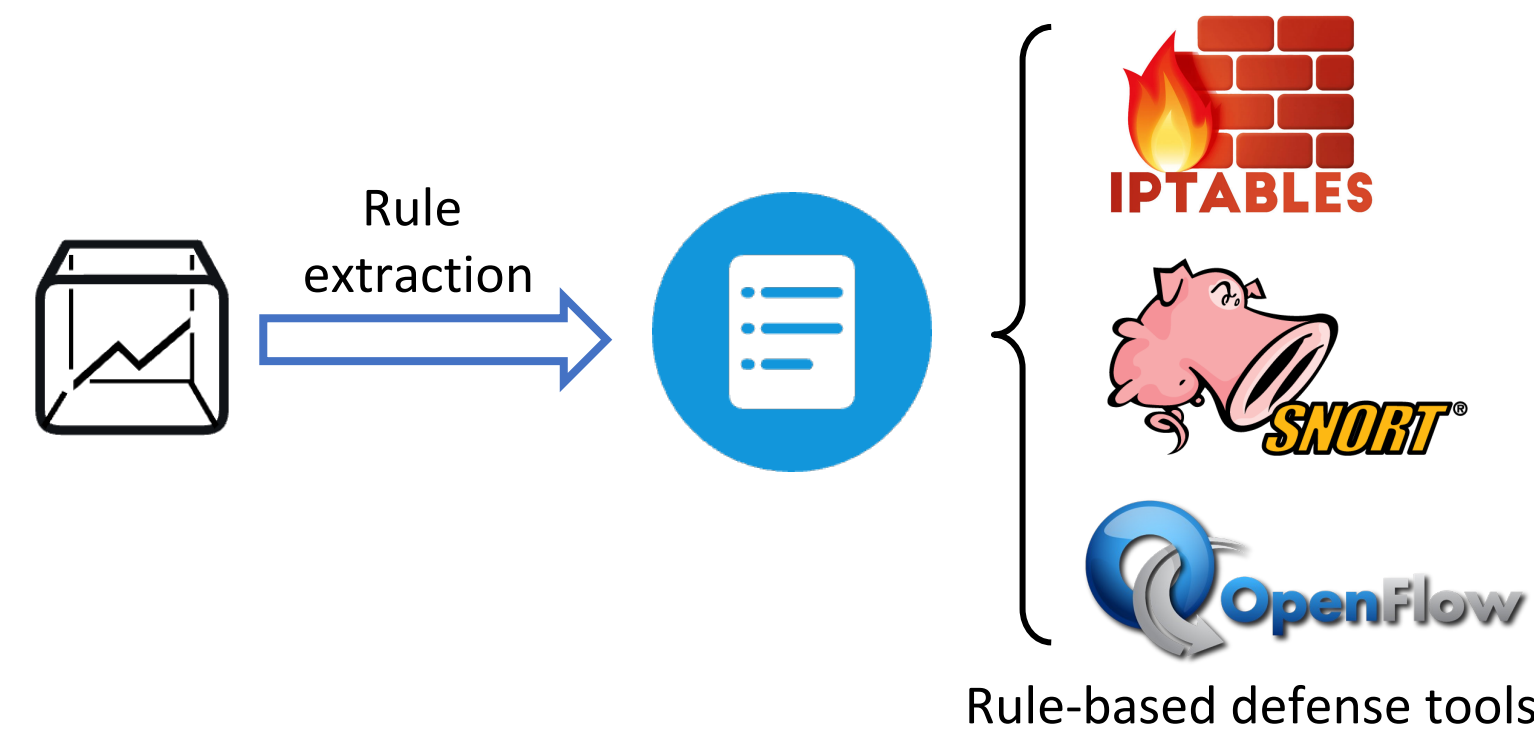 Rule
extraction
IPTABLES
SNORT®
OpenFlow
Rule-based defense tools